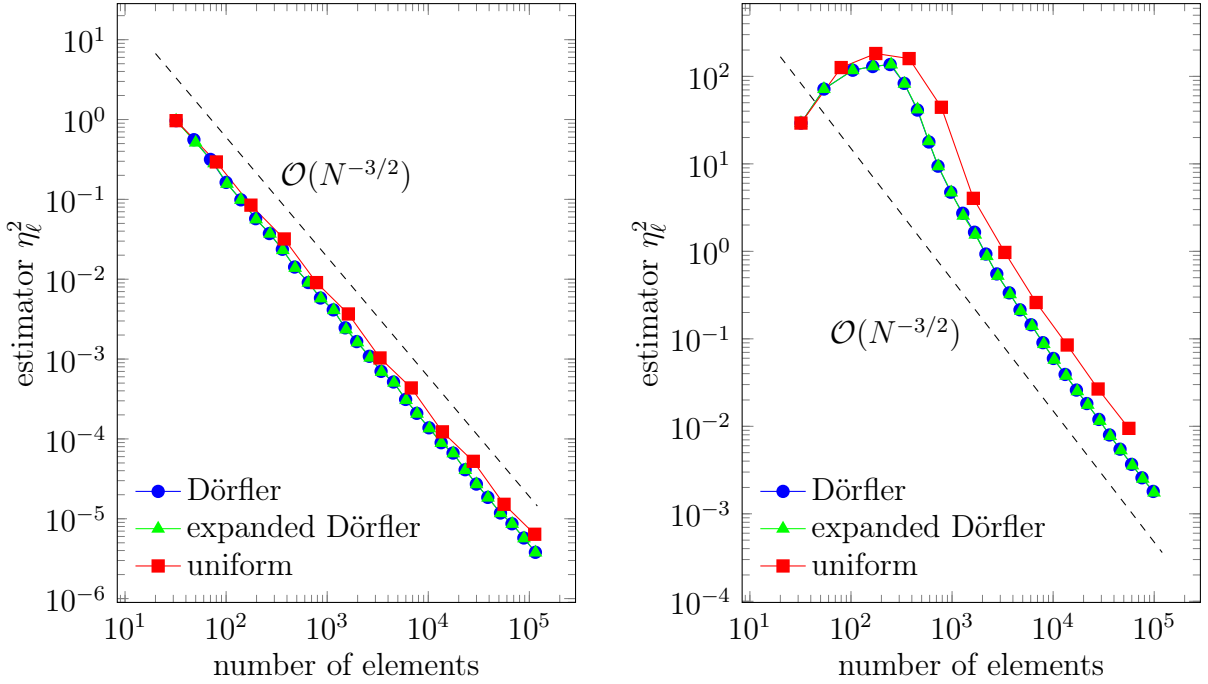 10^1
10^0
10^{-1}
10^{-2}
10^{-3}
10^{-4}
10^{-5}
10^{-6}
estimator η_ℓ^2
𝒪(N^{-3/2})
Dörfler
expanded Dörfler
uniform
10^1 10^2 10^3 10^4 10^5
number of elements
10^2
10^1
10^0
10^{-1}
10^{-2}
10^{-3}
10^{-4}
estimator η_ℓ^2
𝒪(N^{-3/2})
Dörfler
expanded Dörfler
uniform
10^1 10^2 10^3 10^4 10^5
number of elements